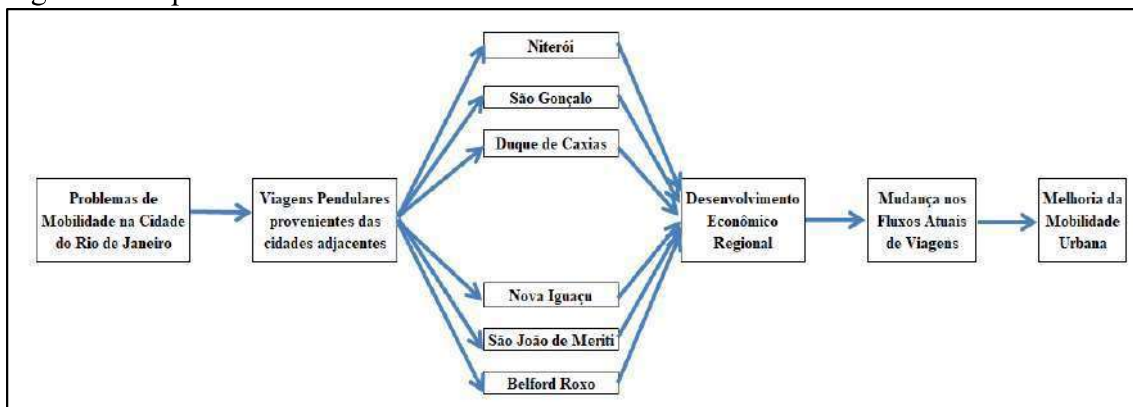 Niterói
São Gonçalo
Duque de Caxias
Problemas de
Mobilidade na Cidade
do Rio de Janeiro
Viagens Pendulares
provenientes das
cidades adjacentes
Desenvolvimento
Econômico
Regional
Mudança nos
Fluxos Atuais
de Viagens
Melhoria da
Mobilidade
Urbana
Nova Iguaçu
São João de Meriti
Belford Roxo